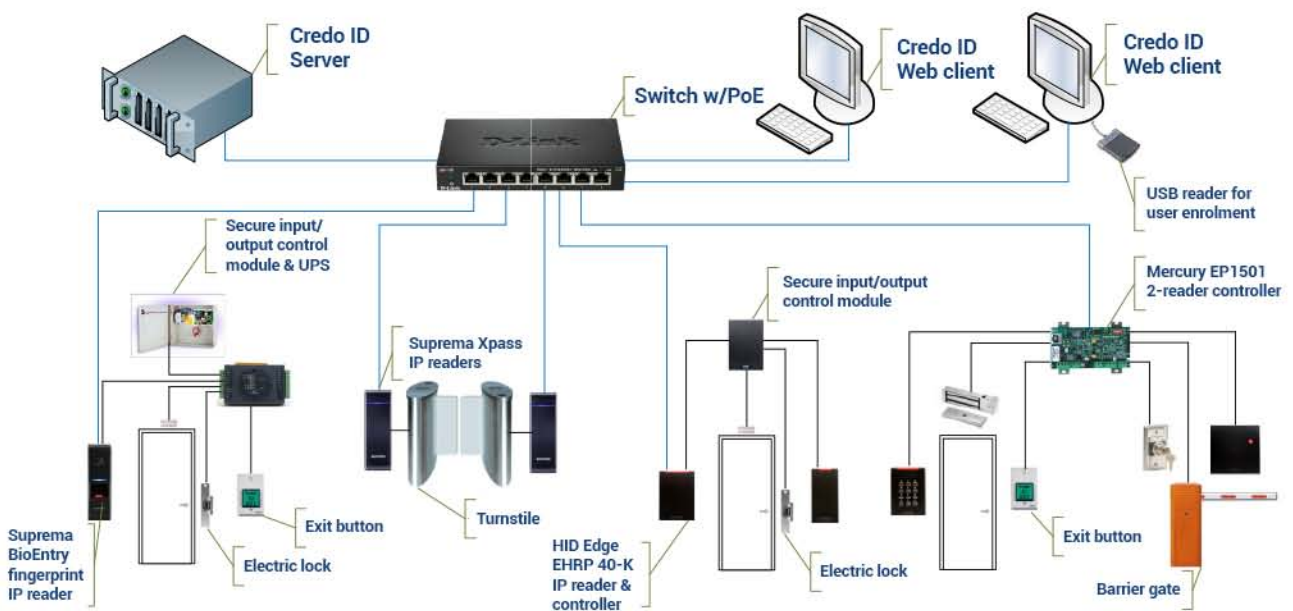 Credo ID
Server
Switch w/PoE
Credo ID
Web client
Credo ID
Web client
USB reader for
user enrolment
Secure input/
output control
module & UPS
Suprema Xpass
IP readers
Secure input/output
control module
Mercury EP1501
2-reader controller
Suprema
BioEntry
fingerprint
IP reader
Electric lock
Exit button
Turnstile
HID Edge
EHRP 40-K
IP reader &
controller
Electric lock
Exit button
Barrier gate